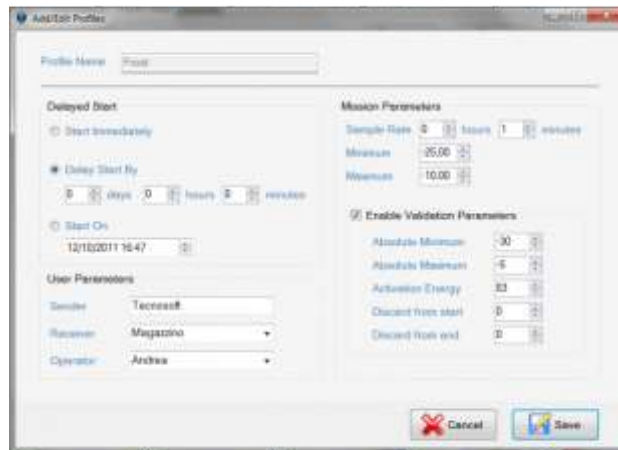 Add/Edit Profiles
Profile Name
Delayed Start
Start Immediately
Delay Start By
0 days 0 hours 0 minutes
Start On
12/10/2011 16:47
User Parameters
Sender Tecnosoft
Receiver Magazzino
Operator Andrea
Mission Parameters
Sample Rate 0 hours 1 minutes
Minimum -25,00
Maximum -10,00
Enable Validation Parameters
Absolute Minimum -30
Absolute Maximum -5
Activation Energy 83
Discard from start 0
Discard from end 0
Cancel
Save